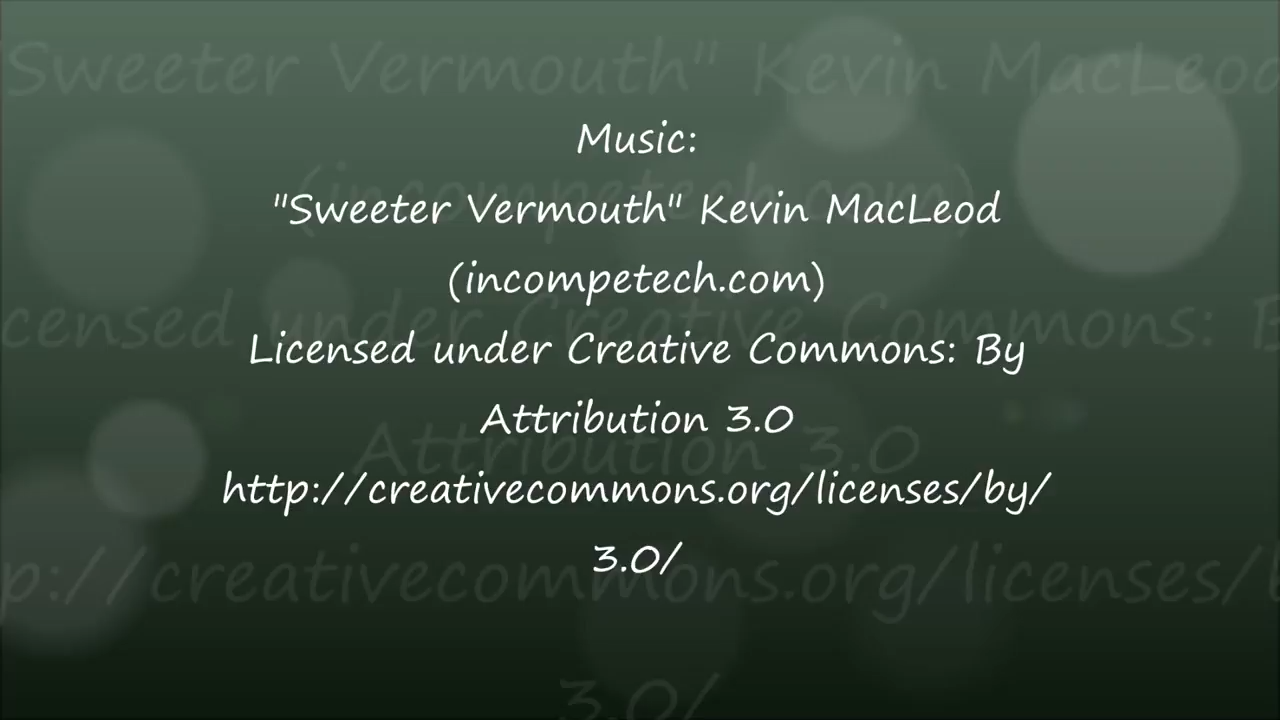 Music:
"Sweeter Vermouth" Kevin MacLeod
(incompetech.com)
Licensed under Creative Commons: By
Attribution 3.0
http://creativecommons.org/licenses/by/
3.0/